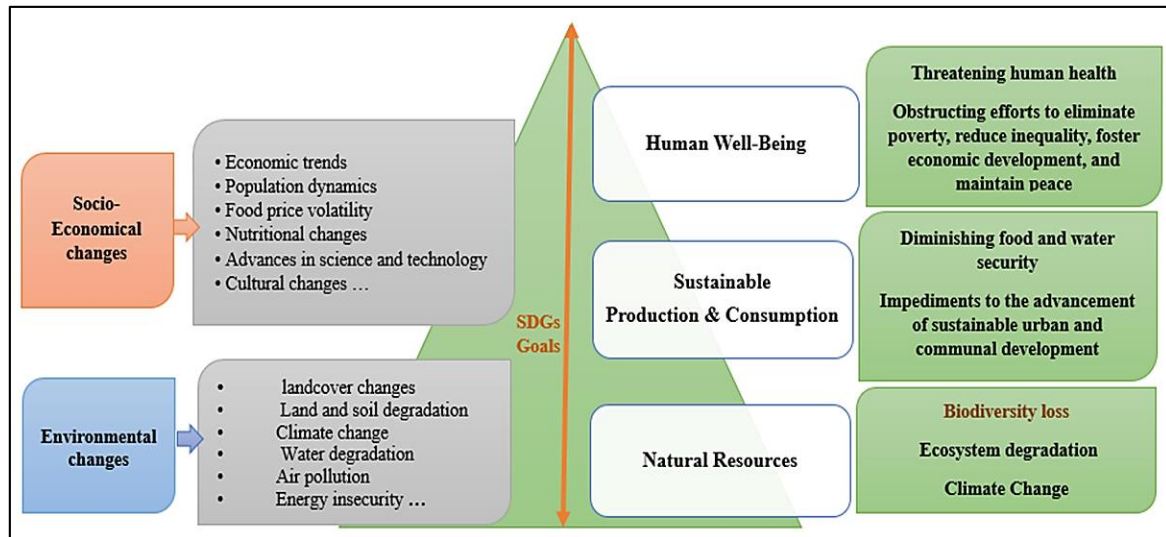 Socio-
Economical
changes
• Economic trends
• Population dynamics
• Food price volatility
• Nutritional changes
• Advances in science and technology
• Cultural changes …
Environmental
changes
• landcover changes
• Land and soil degradation
• Climate change
• Water degradation
• Air pollution
• Energy insecurity …
SDGs
Goals
Human Well-Being
Sustainable
Production & Consumption
Natural Resources
Threatening human health
Obstructing efforts to eliminate
poverty, reduce inequality, foster
economic development, and
maintain peace
Diminishing food and water
security
Impediments to the advancement
of sustainable urban and
communal development
Biodiversity loss
Ecosystem degradation
Climate Change